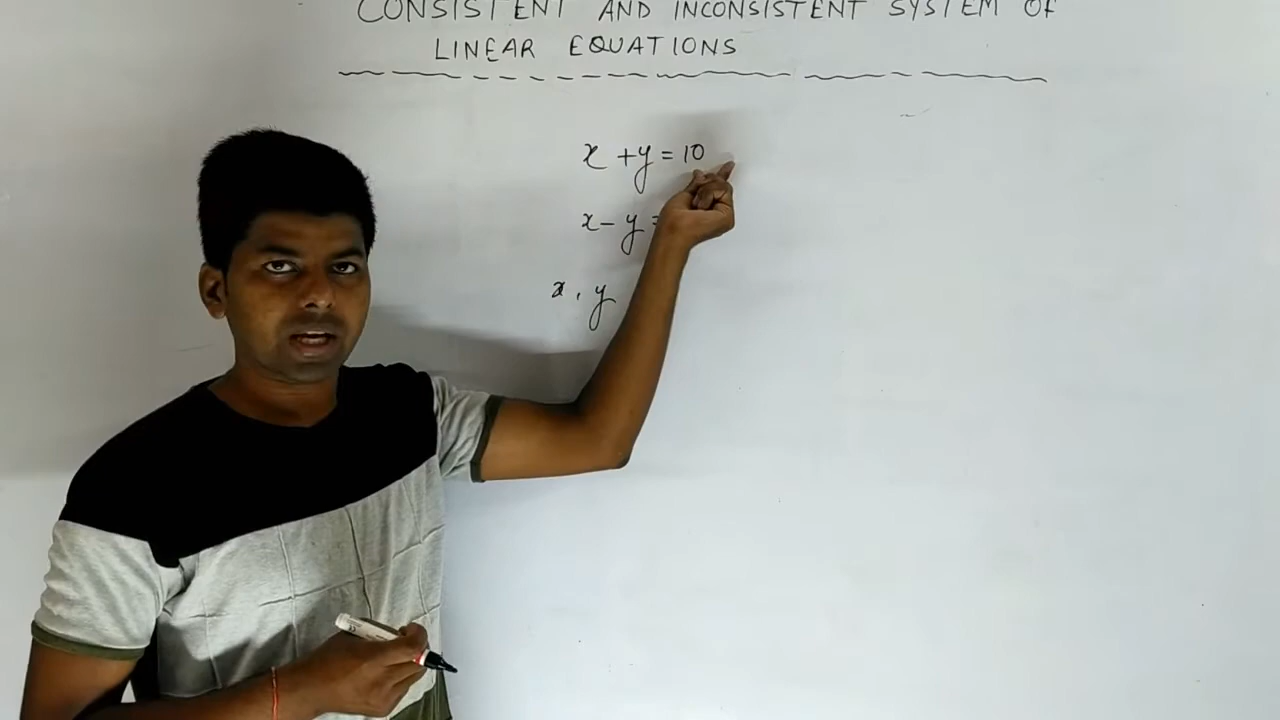 CONSISTENT AND INCONSISTENT SYSTEM OF
LINEAR EQUATIONS
x + y = 10
x - y =
x, y